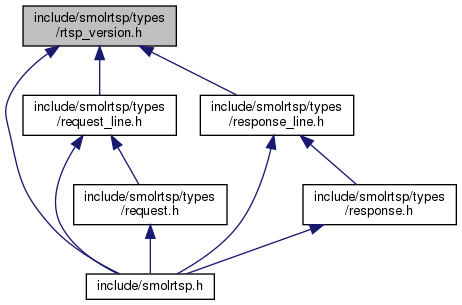 include/smolrtsp/types
/rtsp_version.h
include/smolrtsp/types
/request_line.h
include/smolrtsp/types
/response_line.h
include/smolrtsp/types
/request.h
include/smolrtsp/types
/response.h
include/smolrtsp.h